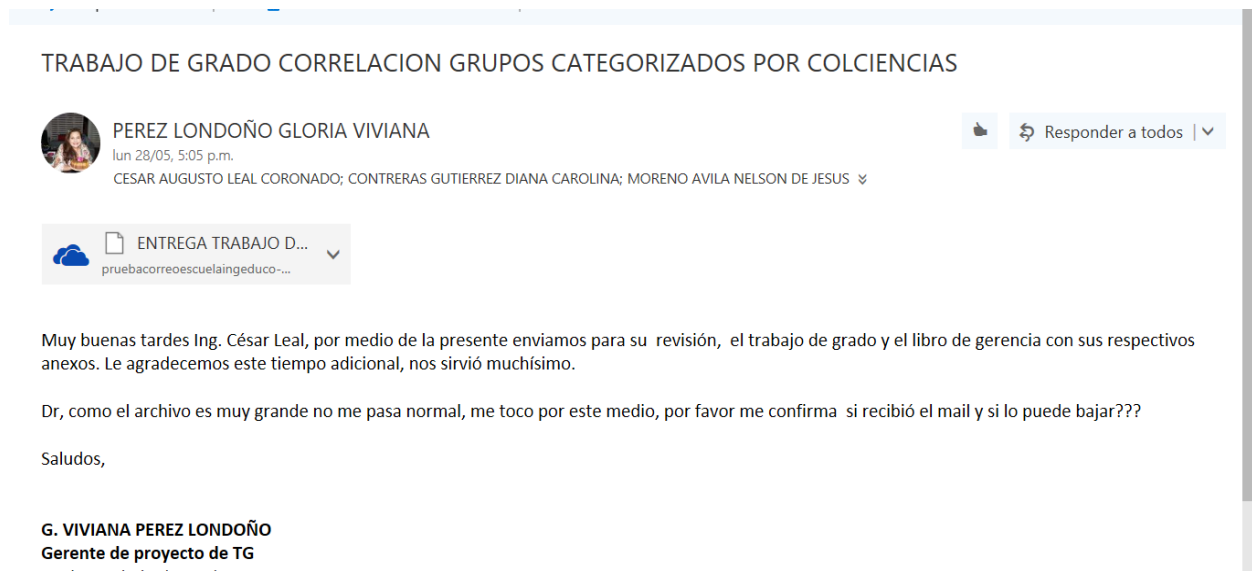 TRABAJO DE GRADO CORRELACION GRUPOS CATEGORIZADOS POR COLCIENCIAS
PEREZ LONDOÑO GLORIA VIVIANA
Responder a todos
lun 28/05, 5:05 p.m.
CESAR AUGUSTO LEAL CORONADO; CONTRERAS GUTIERREZ DIANA CAROLINA; MORENO AVILA NELSON DE JESUS
ENTREGA TRABAJO D...
pruebacorreoescuelaingeduco-...
Muy buenas tardes Ing. César Leal, por medio de la presente enviamos para su revisión, el trabajo de grado y el libro de gerencia con sus respectivos
anexos. Le agradecemos este tiempo adicional, nos sirvió muchísimo.
Dr, como el archivo es muy grande no me pasa normal, me toco por este medio, por favor me confirma si recibió el mail y si lo puede bajar???
Saludos,
G. VIVIANA PEREZ LONDOÑO
Gerente de proyecto de TG